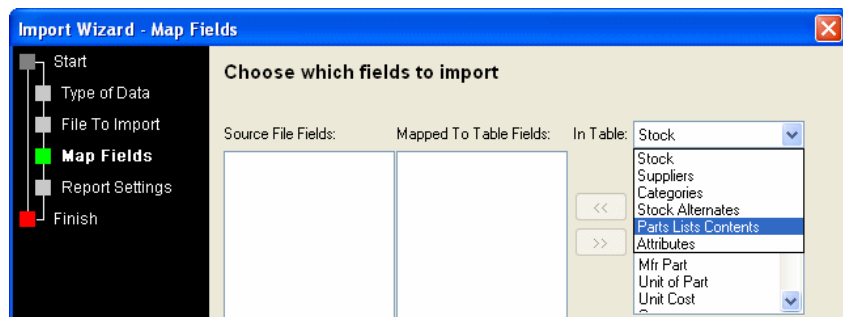 Import Wizard - Map Fields
Start
Type of Data
File To Import
Map Fields
Report Settings
Finish
Choose which fields to import
Source File Fields:
Mapped To Table Fields:
In Table:
Stock
Stock
Suppliers
Categories
Stock Alternates
Parts Lists Contents
Attributes
<<
>>
Mfr Part
Unit of Part
Unit Cost